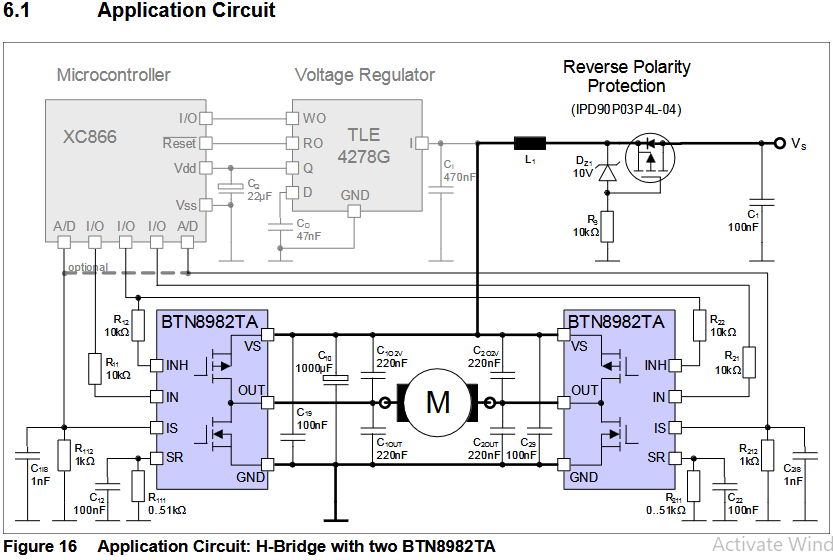 6.1 Application Circuit
Microcontroller
Voltage Regulator
Reverse Polarity
Protection
(IPD90P03P4L-04)
XC866
I/O
Reset
Vdd
Vss
A/D I/O I/O I/O A/D
WO
RO
Q
D
TLE
4278G
I
GND
CQ
22µF
CD
47nF
CI
470nF
L1
DZ1
10V
R3
10kΩ
VS
C1
100nF
optional
R12
10kΩ
R11
10kΩ
BTN8982TA
VS
INH
IN
IS
SR
OUT
GND
C10
1000µF
C1O2V
220nF
C19
100nF
C1OUT
220nF
M
C2O2V
220nF
C2OUT
220nF
C29
100nF
BTN8982TA
VS
OUT
GND
INH
IN
IS
SR
R22
10kΩ
R21
10kΩ
C1IS
1nF
R112
1kΩ
C12
100nF
R111
0..51kΩ
R212
1kΩ
C2IS
1nF
R211
0..51kΩ
C22
100nF
Figure 16 Application Circuit: H-Bridge with two BTN8982TA
Activate Wind